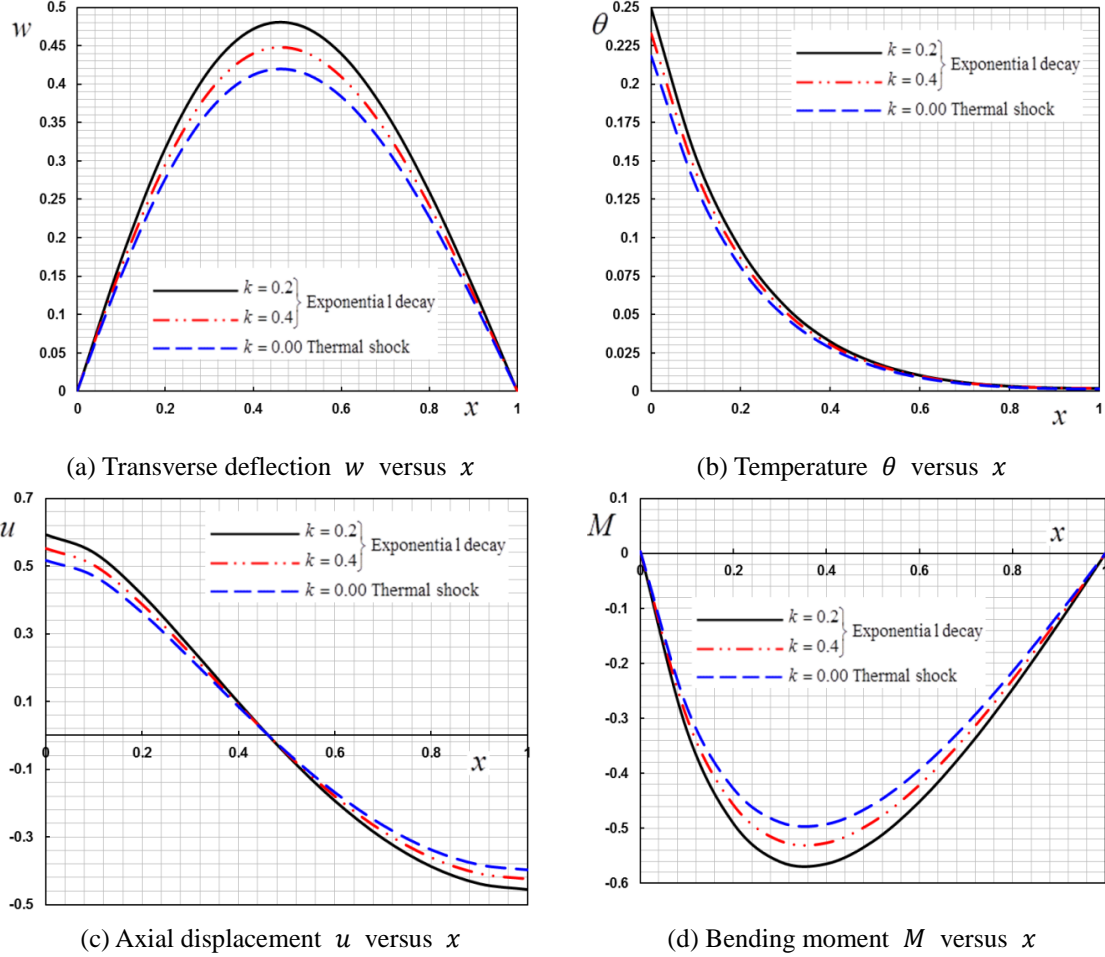 0.5
w
0.45
0.4
0.35
0.3
0.25
0.2
0.15
0.1
0.05
0
0 0.2 0.4 0.6 0.8 1
x
k = 0.2
k = 0.4
Exponential decay
k = 0.00 Thermal shock
(a) Transverse deflection w versus x
0.25
θ
0.225
0.2
0.175
0.15
0.125
0.1
0.075
0.05
0.025
0
0 0.2 0.4 0.6 0.8 1
x
k = 0.2
k = 0.4
Exponential decay
k = 0.00 Thermal shock
(b) Temperature θ versus x
0.7
u
0.5
0.3
0.1
-0.1
-0.3
-0.5
0 0.2 0.4 0.6 0.8 1
x
k = 0.2
k = 0.4
Exponential decay
k = 0.00 Thermal shock
(c) Axial displacement u versus x
0.1
M
0
-0.1
-0.2
-0.3
-0.4
-0.5
-0.6
0 0.2 0.4 0.6 0.8 1
x
k = 0.2
k = 0.4
Exponential decay
k = 0.00 Thermal shock
(d) Bending moment M versus x